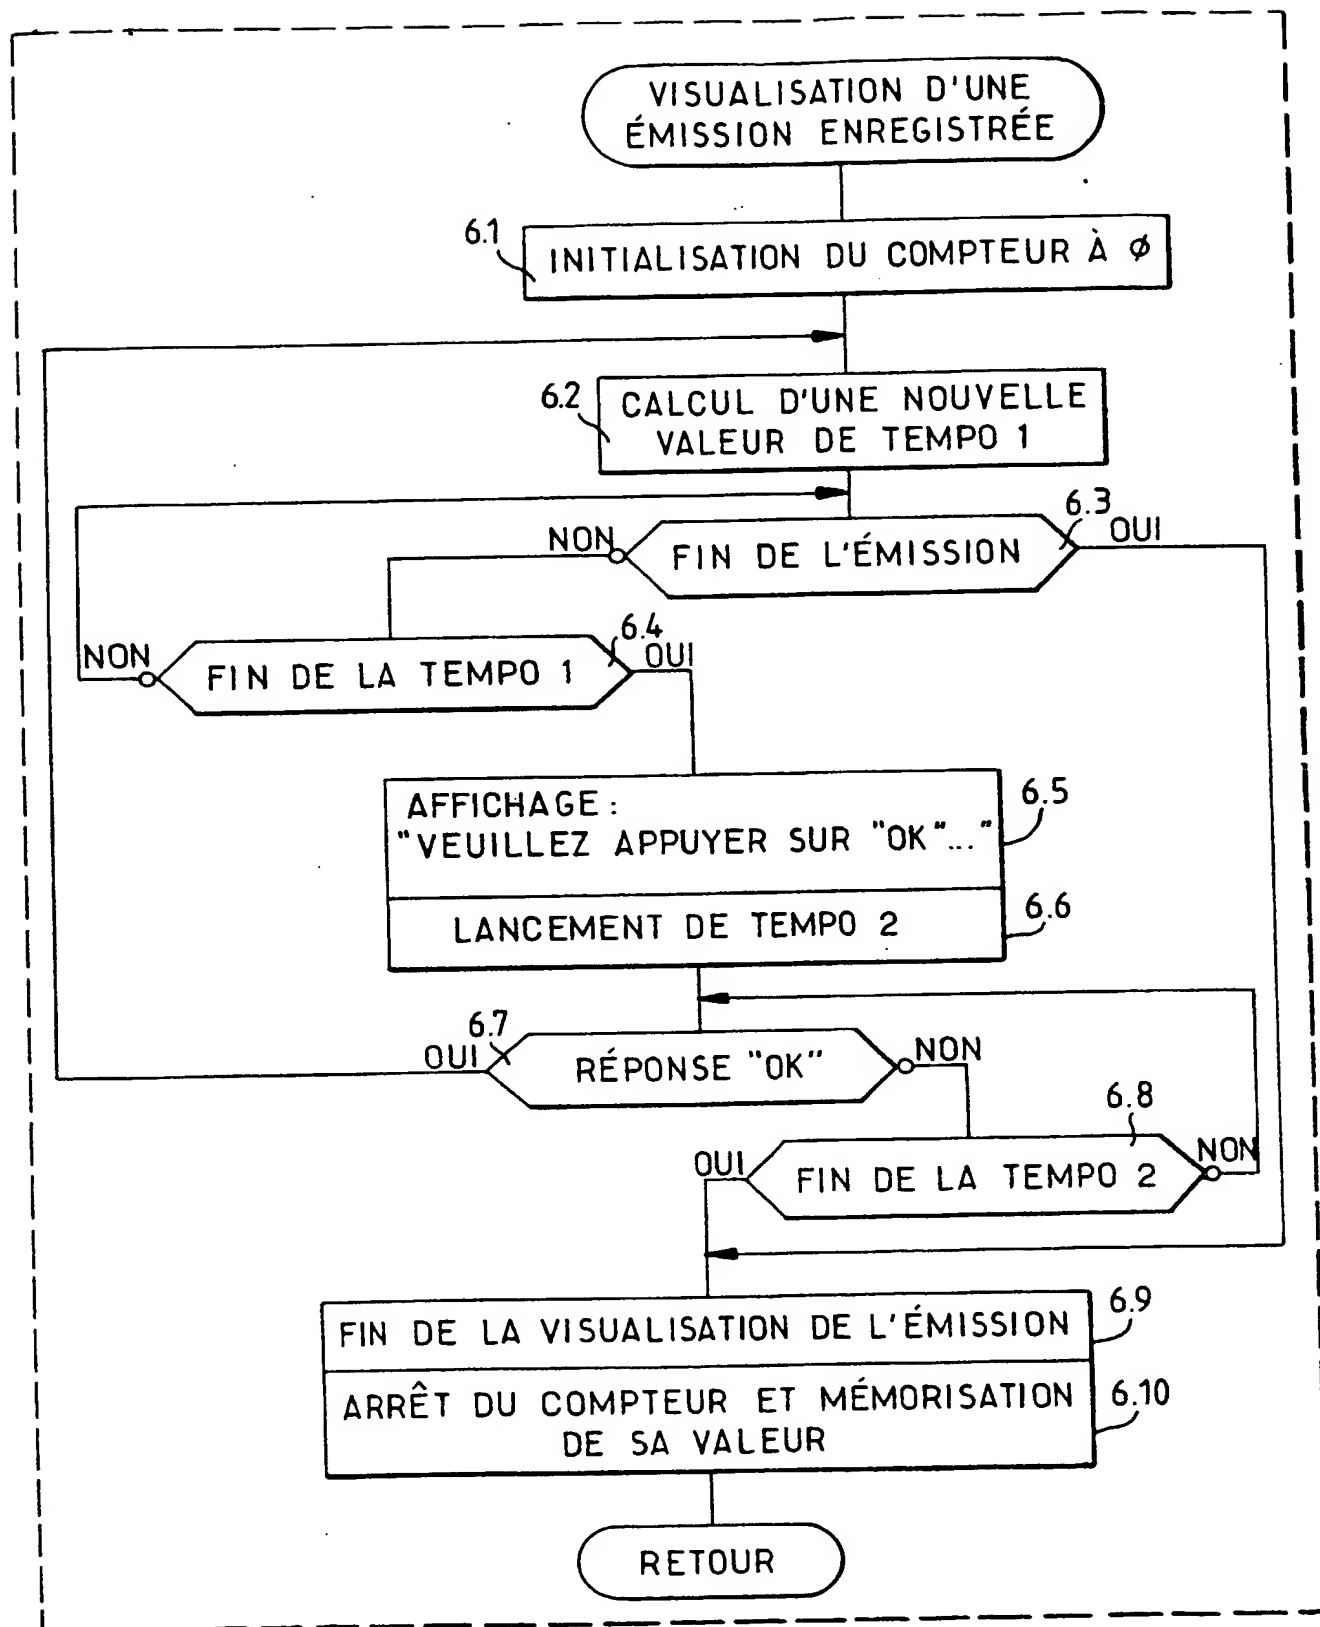 VISUALISATION D'UNE
ÉMISSION ENREGISTRÉE
6.1
INITIALISATION DU COMPTEUR À Ø
6.2
CALCUL D'UNE NOUVELLE
VALEUR DE TEMPO 1
6.3
NON
FIN DE L'ÉMISSION
OUI
6.4
NON
FIN DE LA TEMPO 1
OUI
AFFICHAGE :
"VEUILLEZ APPUYER SUR "OK"..."
6.5
LANCEMENT DE TEMPO 2
6.6
6.7
OUI
RÉPONSE "OK"
NON
6.8
OUI
FIN DE LA TEMPO 2
NON
FIN DE LA VISUALISATION DE L'ÉMISSION
6.9
ARRÊT DU COMPTEUR ET MÉMORISATION
DE SA VALEUR
6.10
RETOUR